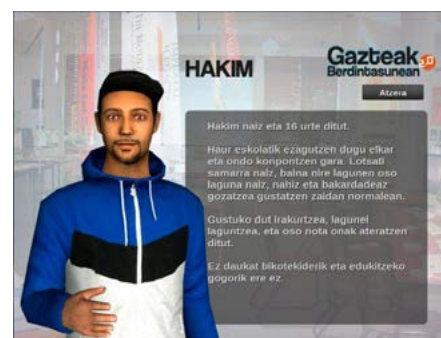 HAKIM
Gazteak 2.0
Berdintasunean
Atzera
Hakim naiz eta 16 urte ditut.
Haur eskolatik ezagutzen dugu elkar
eta ondo konpontzen gara. Lotsati
samarra naiz, baina nire lagunen oso
laguna naiz, nahiz eta bakardadeaz
gozatzea gustatzen zaidan normalean.
Gustuko dut irakurtzea, lagunei
laguntzea, eta oso nota onak ateratzen
ditut.
Ez daukat bikotekiderik eta edukitzeko
gogorik ere ez.